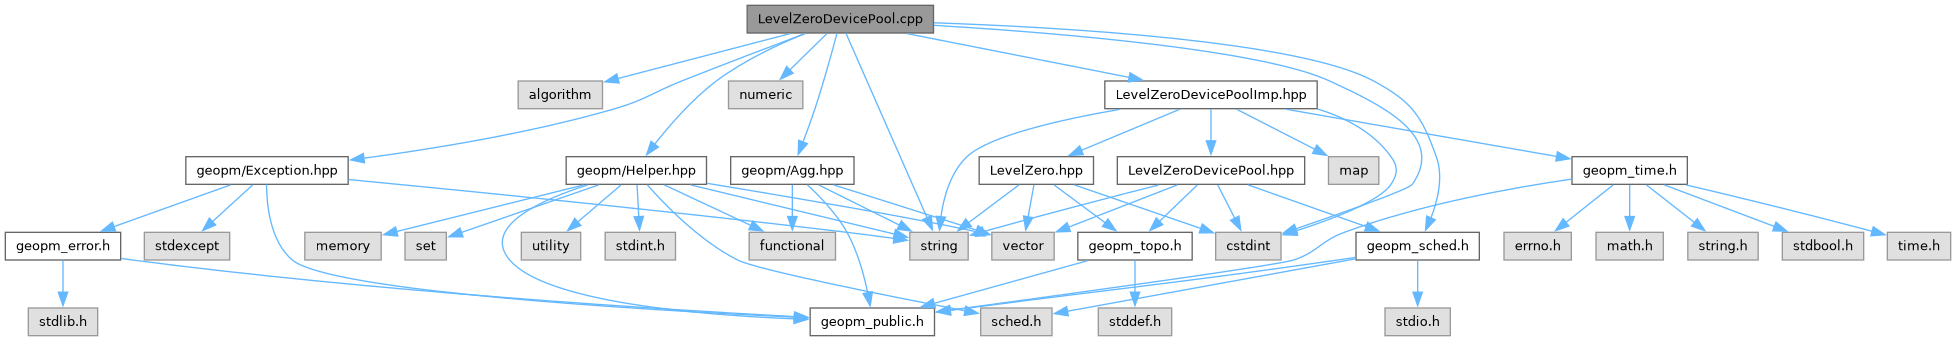 LevelZeroDevicePool.cpp
algorithm
numeric
LevelZeroDevicePoolImp.hpp
geopm/Exception.hpp
geopm/Helper.hpp
geopm/Agg.hpp
LevelZero.hpp
LevelZeroDevicePool.hpp
map
geopm_time.h
geopm_error.h
stdexcept
memory
set
utility
stdint.h
functional
string
vector
geopm_topo.h
cstdint
geopm_sched.h
errno.h
math.h
string.h
stdbool.h
time.h
stdlib.h
geopm_public.h
sched.h
stddef.h
stdio.h